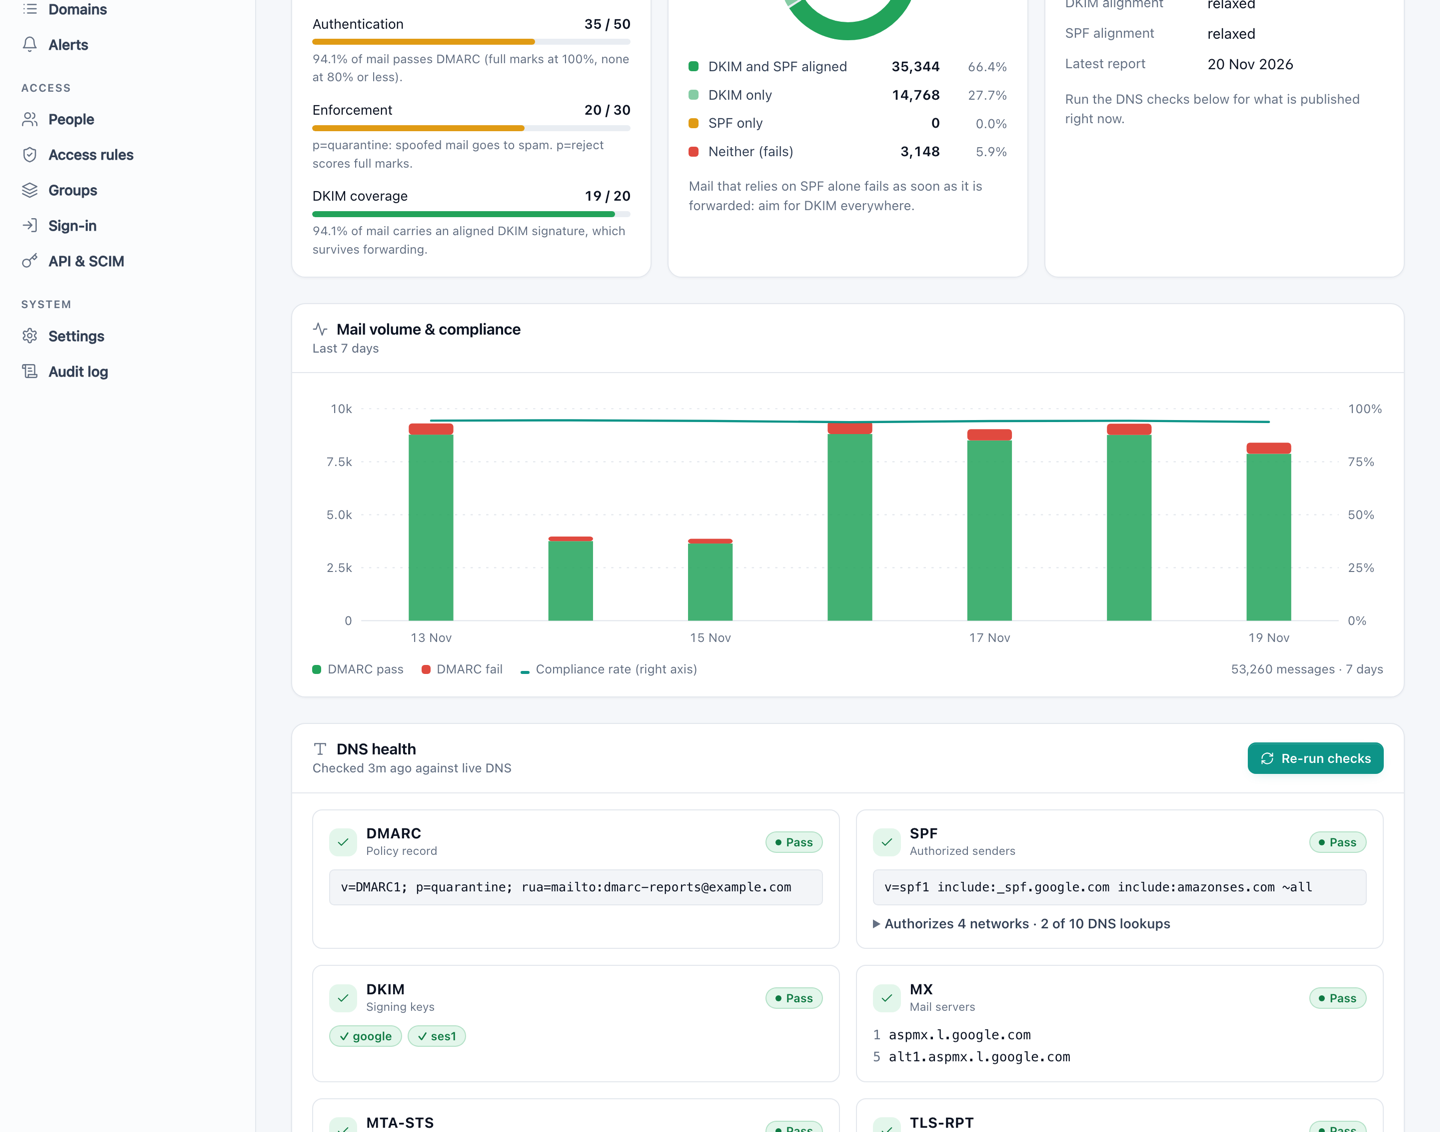 Domains
Alerts
ACCESS
People
Access rules
Groups
Sign-in
API & SCIM
SYSTEM
Settings
Audit log
Authentication 35 / 50
94.1% of mail passes DMARC (full marks at 100%, none
at 80% or less).
Enforcement 20 / 30
p=quarantine: spoofed mail goes to spam. p=reject
scores full marks.
DKIM coverage 19 / 20
94.1% of mail carries an aligned DKIM signature, which
survives forwarding.
DKIM and SPF aligned 35,344 66.4%
DKIM only 14,768 27.7%
SPF only 0 0.0%
Neither (fails) 3,148 5.9%
Mail that relies on SPF alone fails as soon as it is
forwarded: aim for DKIM everywhere.
DKIM alignment relaxed
SPF alignment relaxed
Latest report 20 Nov 2026
Run the DNS checks below for what is published
right now.
Mail volume & compliance
Last 7 days
10k 100%
7.5k 75%
5.0k 50%
2.5k 25%
0 0%
13 Nov 15 Nov 17 Nov 19 Nov
DMARC pass DMARC fail Compliance rate (right axis) 53,260 messages · 7 days
DNS health
Checked 3m ago against live DNS
Re-run checks
DMARC
Policy record
Pass
v=DMARC1; p=quarantine; rua=mailto:dmarc-reports@example.com
SPF
Authorized senders
Pass
v=spf1 include:_spf.google.com include:amazonses.com ~all
Authorizes 4 networks · 2 of 10 DNS lookups
DKIM
Signing keys
Pass
google ses1
MX
Mail servers
Pass
1 aspmx.l.google.com
5 alt1.aspmx.l.google.com
MTA-STS
Pass
TLS-RPT
Pass